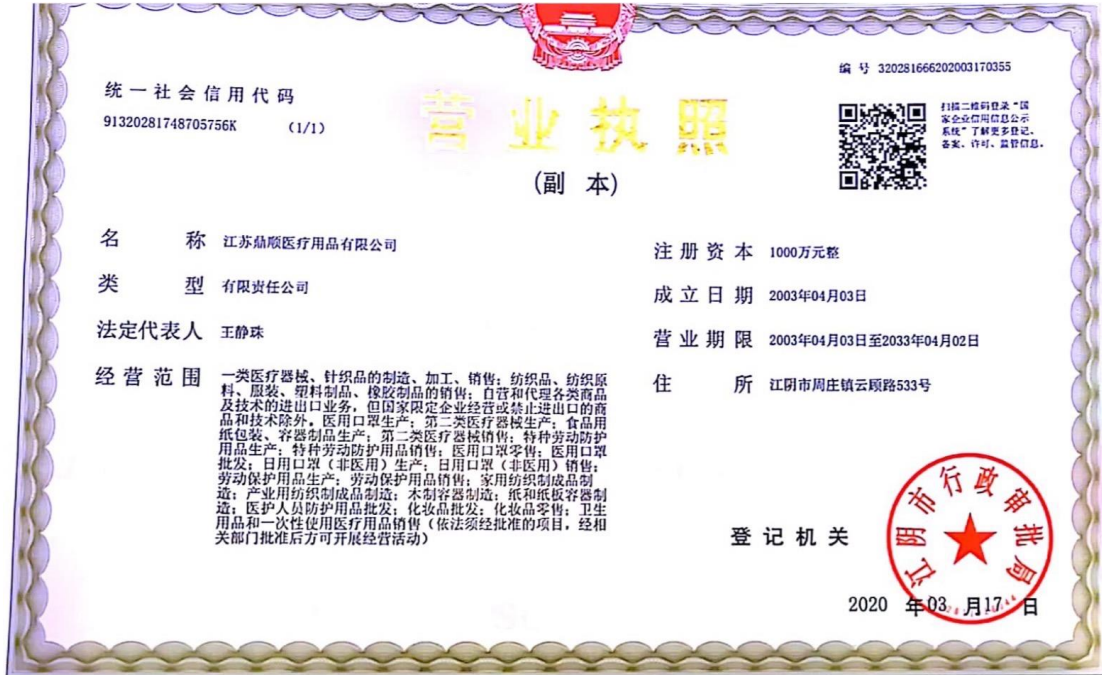 编 号 320281666202003170355
统一社会信用代码
91320281748705756K （1/1）
营业执照
（副 本）
扫描二维码登录“国
家企业信用信息公示
系统”了解更多登记、
备案、许可、监管信息。
名 称 江苏鼎顺医疗用品有限公司
类 型 有限责任公司
法定代表人 王静珠
经营范围 一类医疗器械、针织品的制造、加工、销售；纺织品、纺织原
料、服装、塑料制品、橡胶制品的销售；自营和代理各类商品
及技术的进出口业务，但国家限定企业经营或禁止进出口的商
品和技术除外。医用口罩生产；第二类医疗器械生产；食品用
纸包装、容器制品生产；第二类医疗器械销售；特种劳动防护
用品生产；特种劳动防护用品销售；医用口罩零售；医用口罩
批发；日用口罩（非医用）生产；日用口罩（非医用）销售；
劳动保护用品生产；劳动保护用品销售；家用纺织制成品制
造；产业用纺织制成品制造；木制容器制造；纸和纸板容器制
造；医护人员防护用品批发；化妆品批发；化妆品零售；卫生
用品和一次性使用医疗用品销售（依法须经批准的项目，经相
关部门批准后方可开展经营活动）
注册资本 1000万元整
成立日期 2003年04月03日
营业期限 2003年04月03日至2033年04月02日
住 所 江阴市周庄镇云顾路533号
登记机关
江阴市行政审批局
2020 年03 月17 日